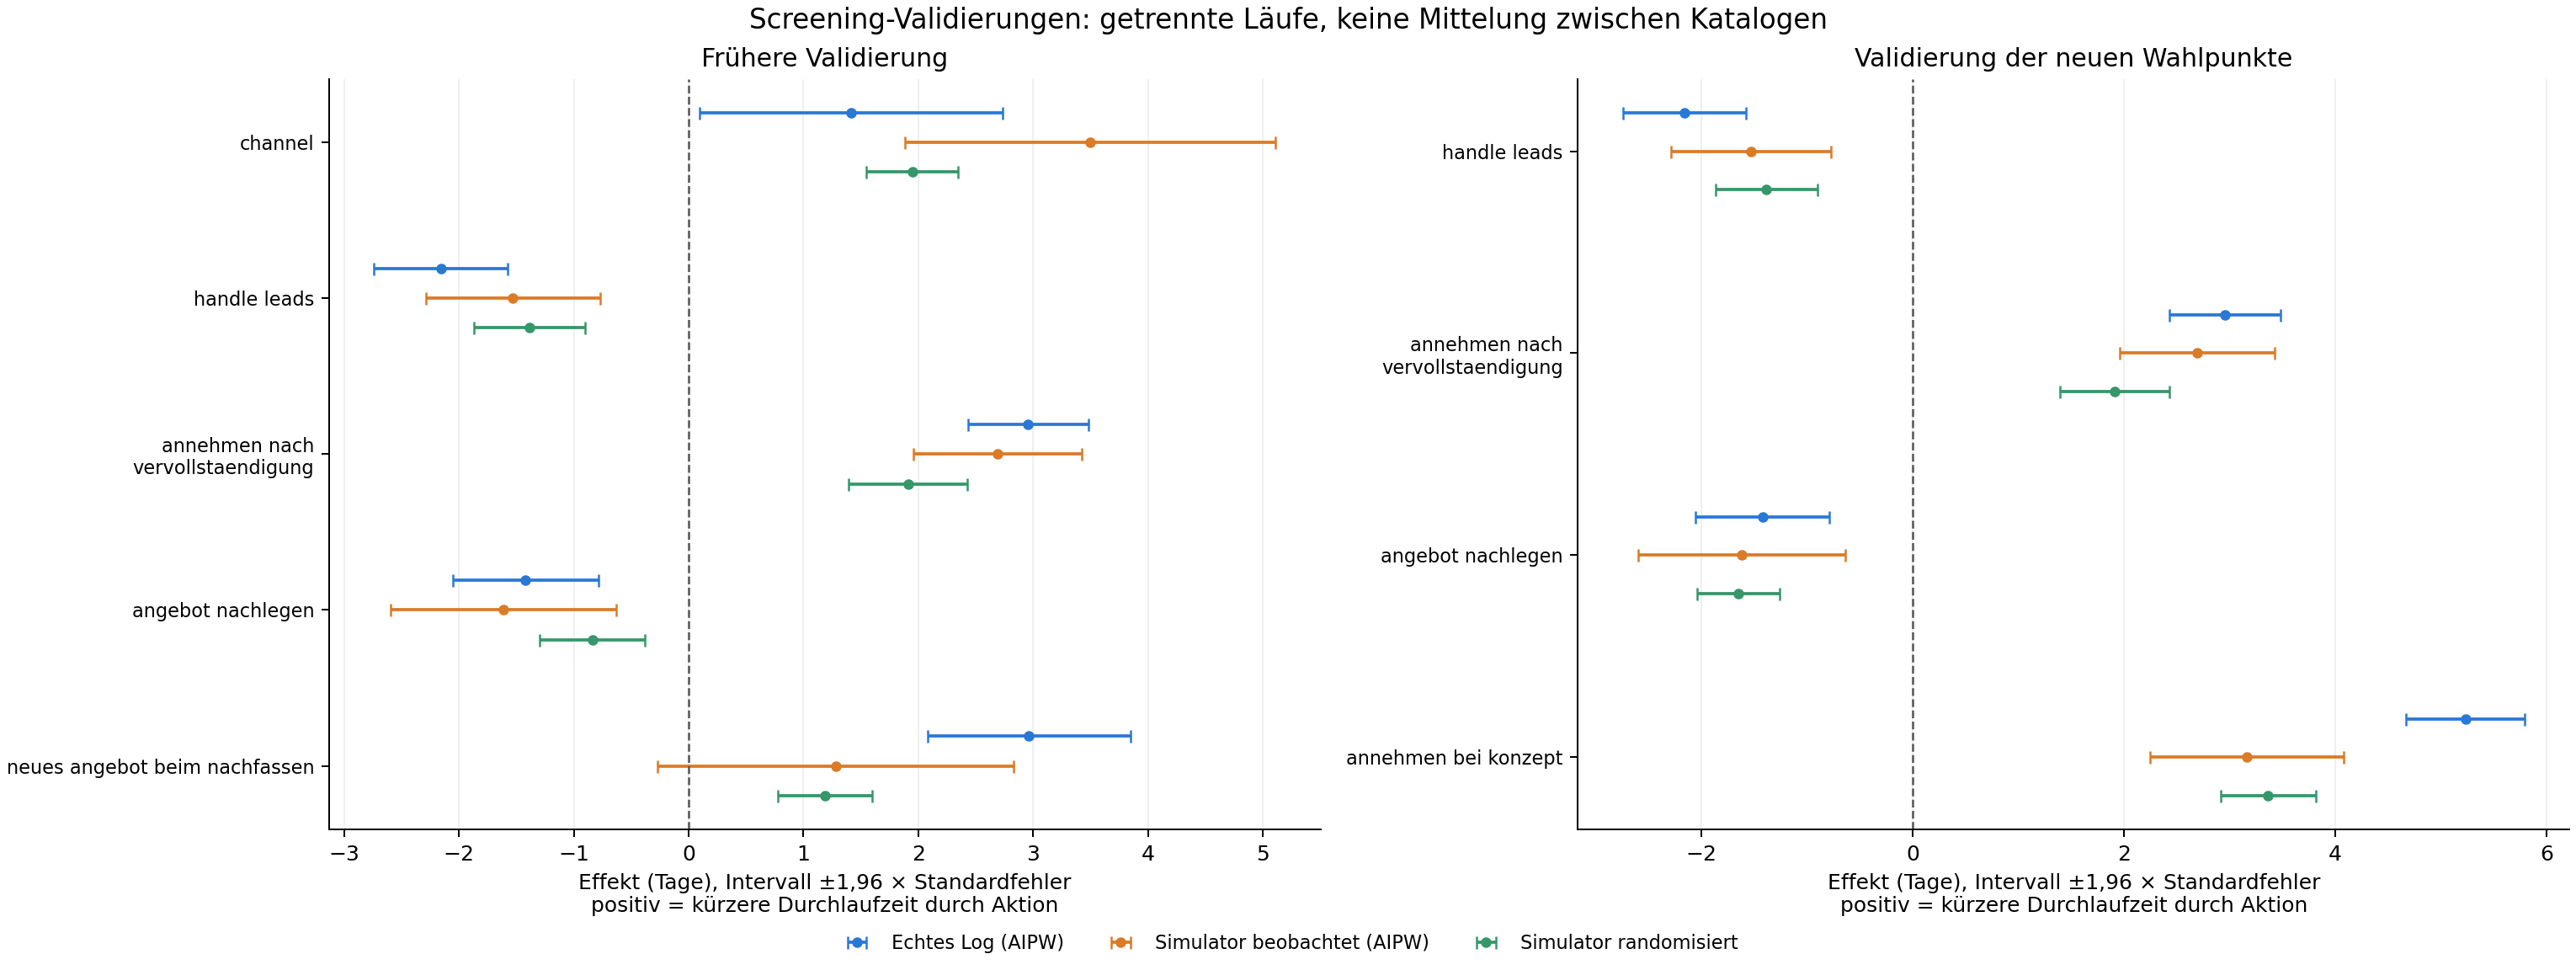 Screening-Validierungen: getrennte Läufe, keine Mittelung zwischen Katalogen
Frühere Validierung
channel
handle leads
annehmen nach
vervollstaendigung
angebot nachlegen
neues angebot beim nachfassen
−3 −2 −1 0 1 2 3 4 5
Effekt (Tage), Intervall ±1,96 × Standardfehler
positiv = kürzere Durchlaufzeit durch Aktion
Validierung der neuen Wahlpunkte
handle leads
annehmen nach
vervollstaendigung
angebot nachlegen
annehmen bei konzept
−2 0 2 4 6
Effekt (Tage), Intervall ±1,96 × Standardfehler
positiv = kürzere Durchlaufzeit durch Aktion
Echtes Log (AIPW) Simulator beobachtet (AIPW) Simulator randomisiert